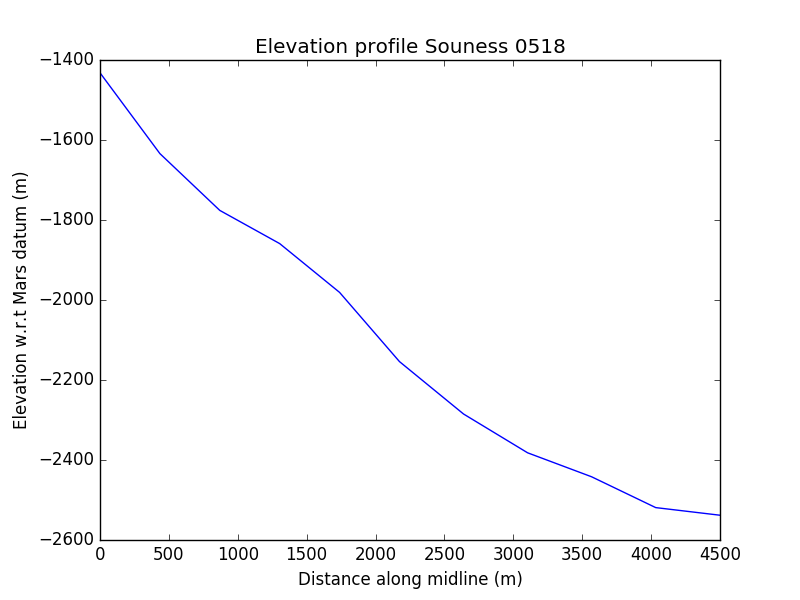 Elevation profile Souness 0518
−1400
−1600
−1800
−2000
−2200
−2400
−2600
Elevation w.r.t Mars datum (m)
0 500 1000 1500 2000 2500 3000 3500 4000 4500
Distance along midline (m)